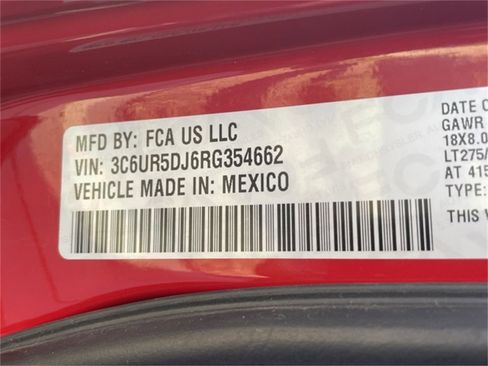 MFD BY: FCA US LLC
VIN: 3C6UR5DJ6RG354662
VEHICLE MADE IN: MEXICO
DATE O
GAWR
18X8.0
LT275/
AT 415
TYPE:
THIS V